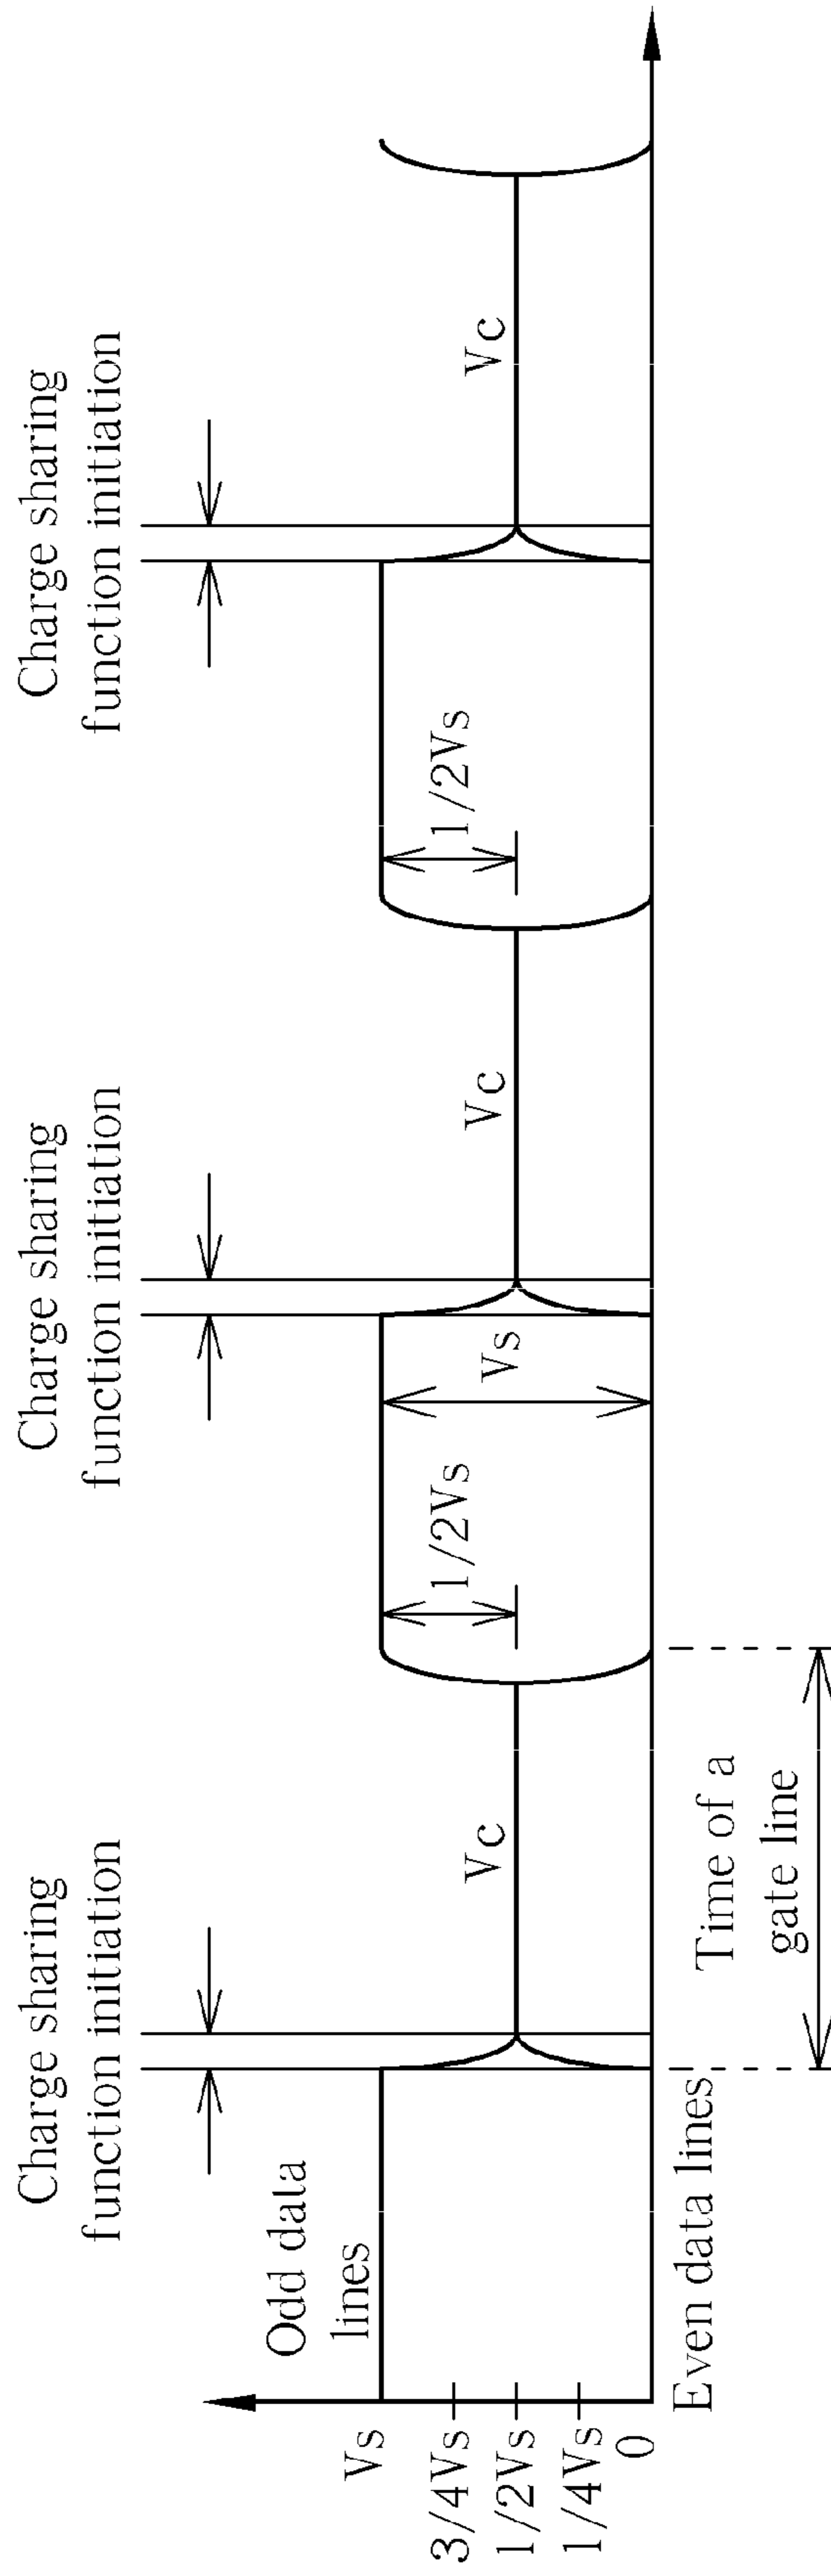 Charge sharing
function initiation
Charge sharing
function initiation
Charge sharing
function initiation
Odd data
lines
Vs
3/4Vs
1/2Vs
1/4Vs
0
Vc
1/2Vs
Vs
Vc
1/2Vs
Vc
Even data lines
Time of a
gate line